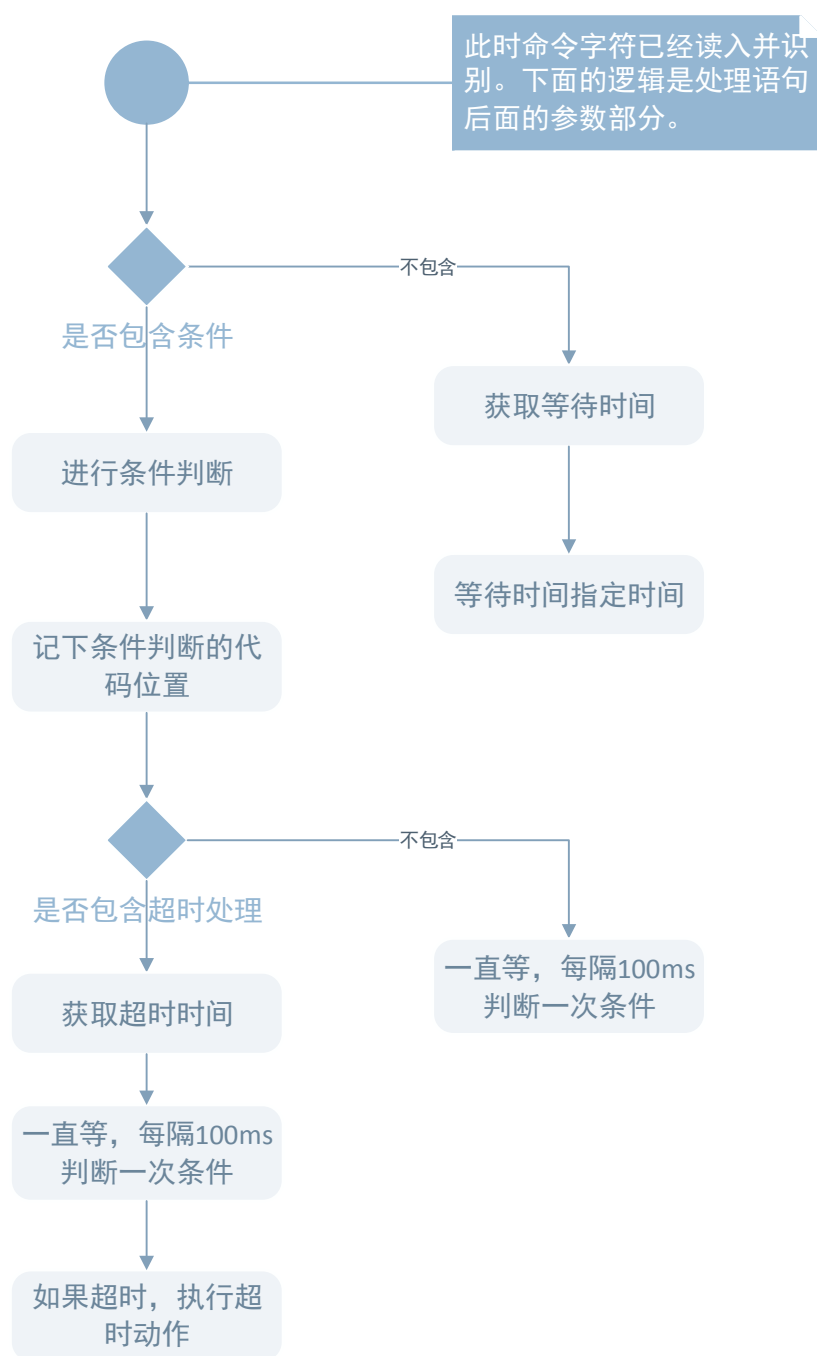 此时命令字符已经读入并识
别。下面的逻辑是处理语句
后面的参数部分。
不包含
是否包含条件
获取等待时间
进行条件判断
等待时间指定时间
记下条件判断的代
码位置
不包含
是否包含超时处理
一直等，每隔100ms
判断一次条件
获取超时时间
一直等，每隔100ms
判断一次条件
如果超时，执行超
时动作